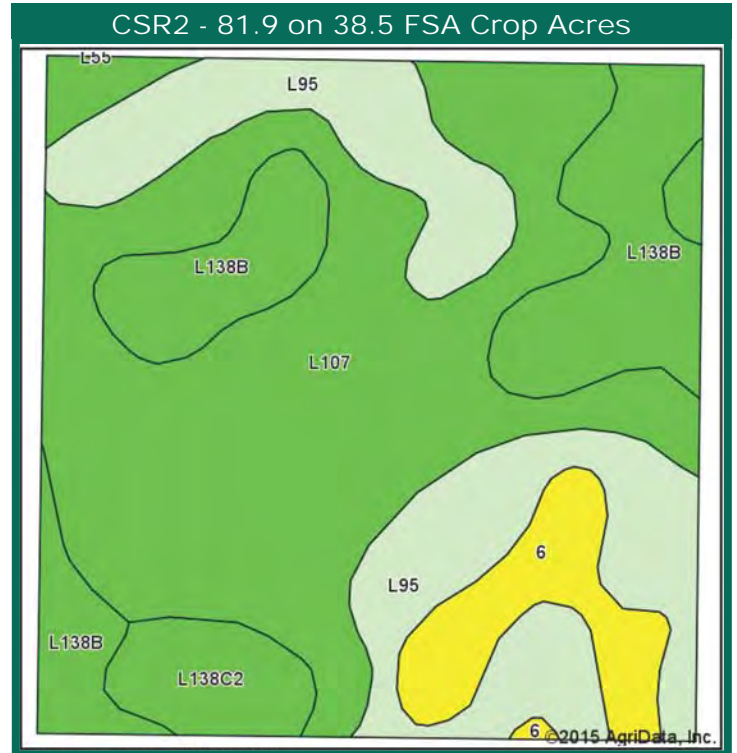 CSR2 - 81.9 on 38.5 FSA Crop Acres
L55
L95
L138B
L138B
L107
6
L95
L138B
L138C2
6
©2015 AgriData, Inc.